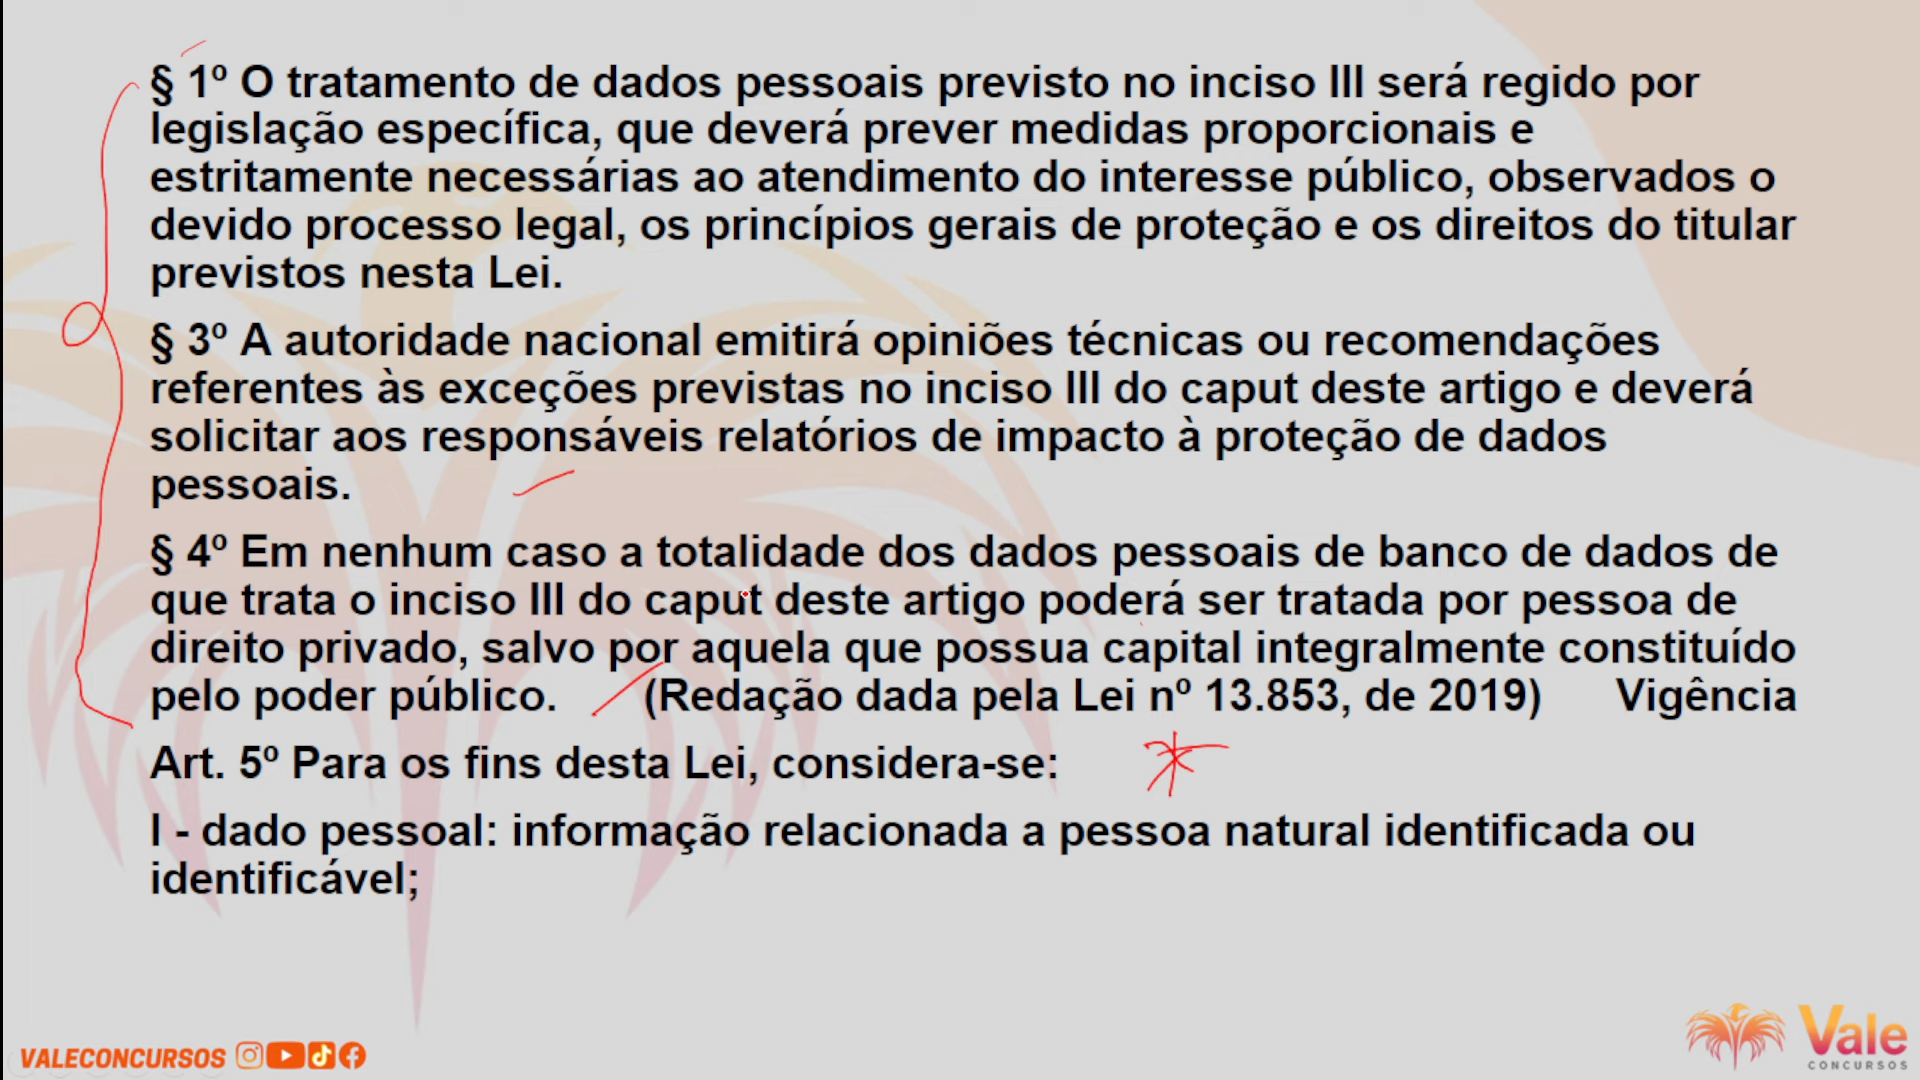 § 1º O tratamento de dados pessoais previsto no inciso III será regido por
legislação específica, que deverá prever medidas proporcionais e
estritamente necessárias ao atendimento do interesse público, observados o
devido processo legal, os princípios gerais de proteção e os direitos do titular
previstos nesta Lei.
§ 3º A autoridade nacional emitirá opiniões técnicas ou recomendações
referentes às exceções previstas no inciso III do caput deste artigo e deverá
solicitar aos responsáveis relatórios de impacto à proteção de dados
pessoais.
§ 4º Em nenhum caso a totalidade dos dados pessoais de banco de dados de
que trata o inciso III do caput deste artigo poderá ser tratada por pessoa de
direito privado, salvo por aquela que possua capital integralmente constituído
pelo poder público. (Redação dada pela Lei nº 13.853, de 2019) Vigência
Art. 5º Para os fins desta Lei, considera-se:
I - dado pessoal: informação relacionada a pessoa natural identificada ou
identificável;
VALECONCURSOS
Vale
CONCURSOS